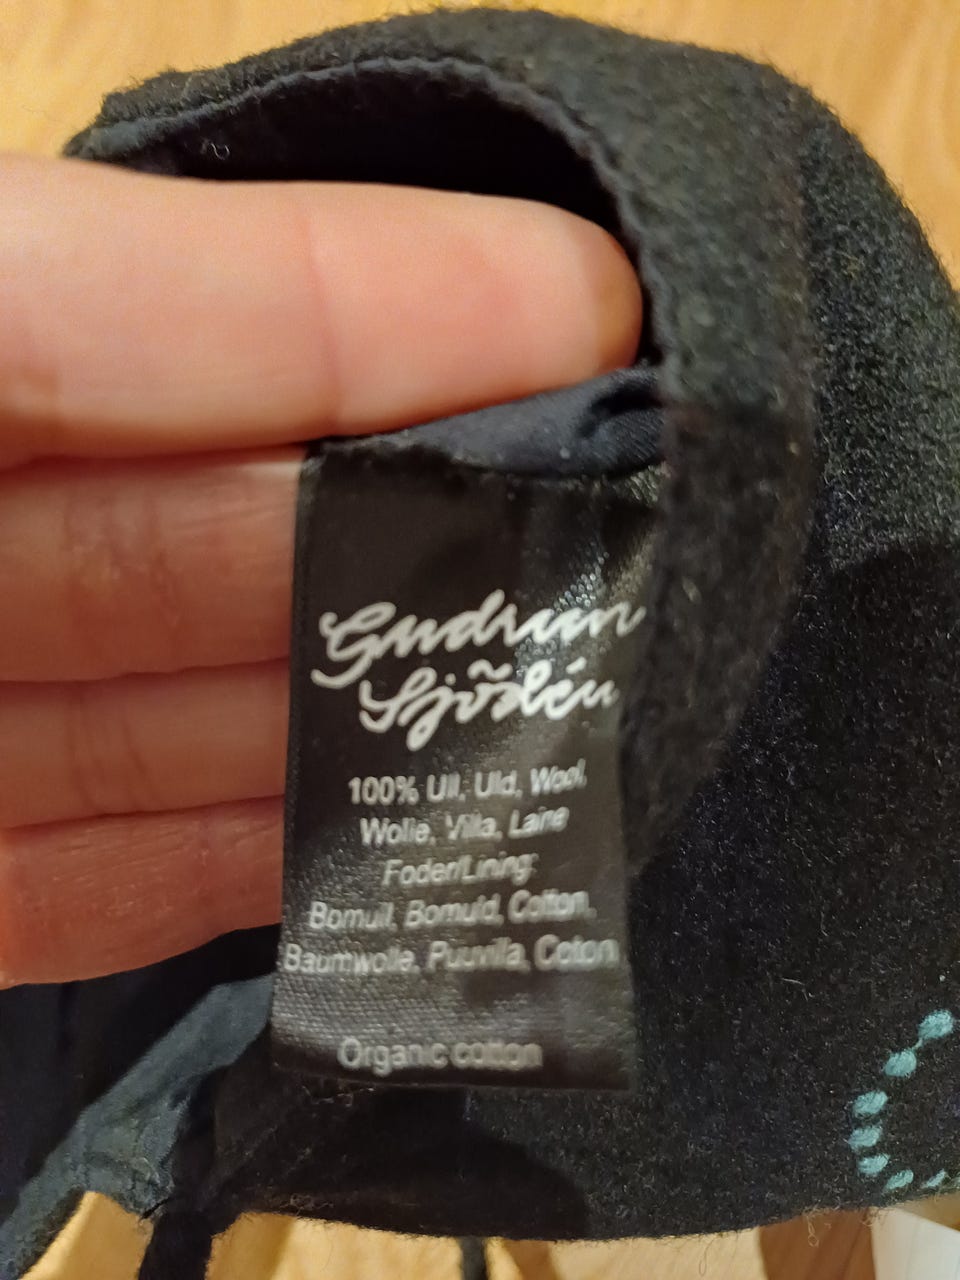 Gudrun
Sjödén
100% Ull, Uld, Wool,
Wolle, Villa, Laine
Foder/Lining:
Bomull, Bomuld, Cotton,
Baumwolle, Puuvilla, Coton
Organic cotton